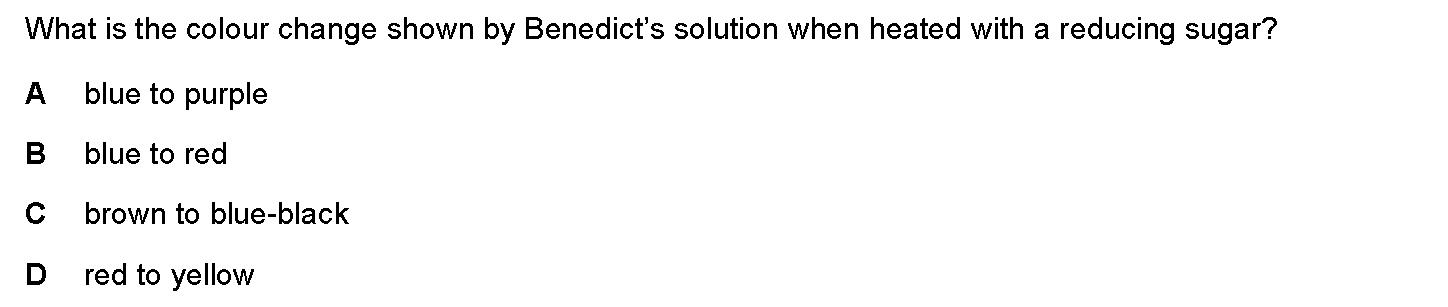 What is the colour change shown by Benedict's solution when heated with a reducing sugar?
A blue to purple
B blue to red
C brown to blue-black
D red to yellow